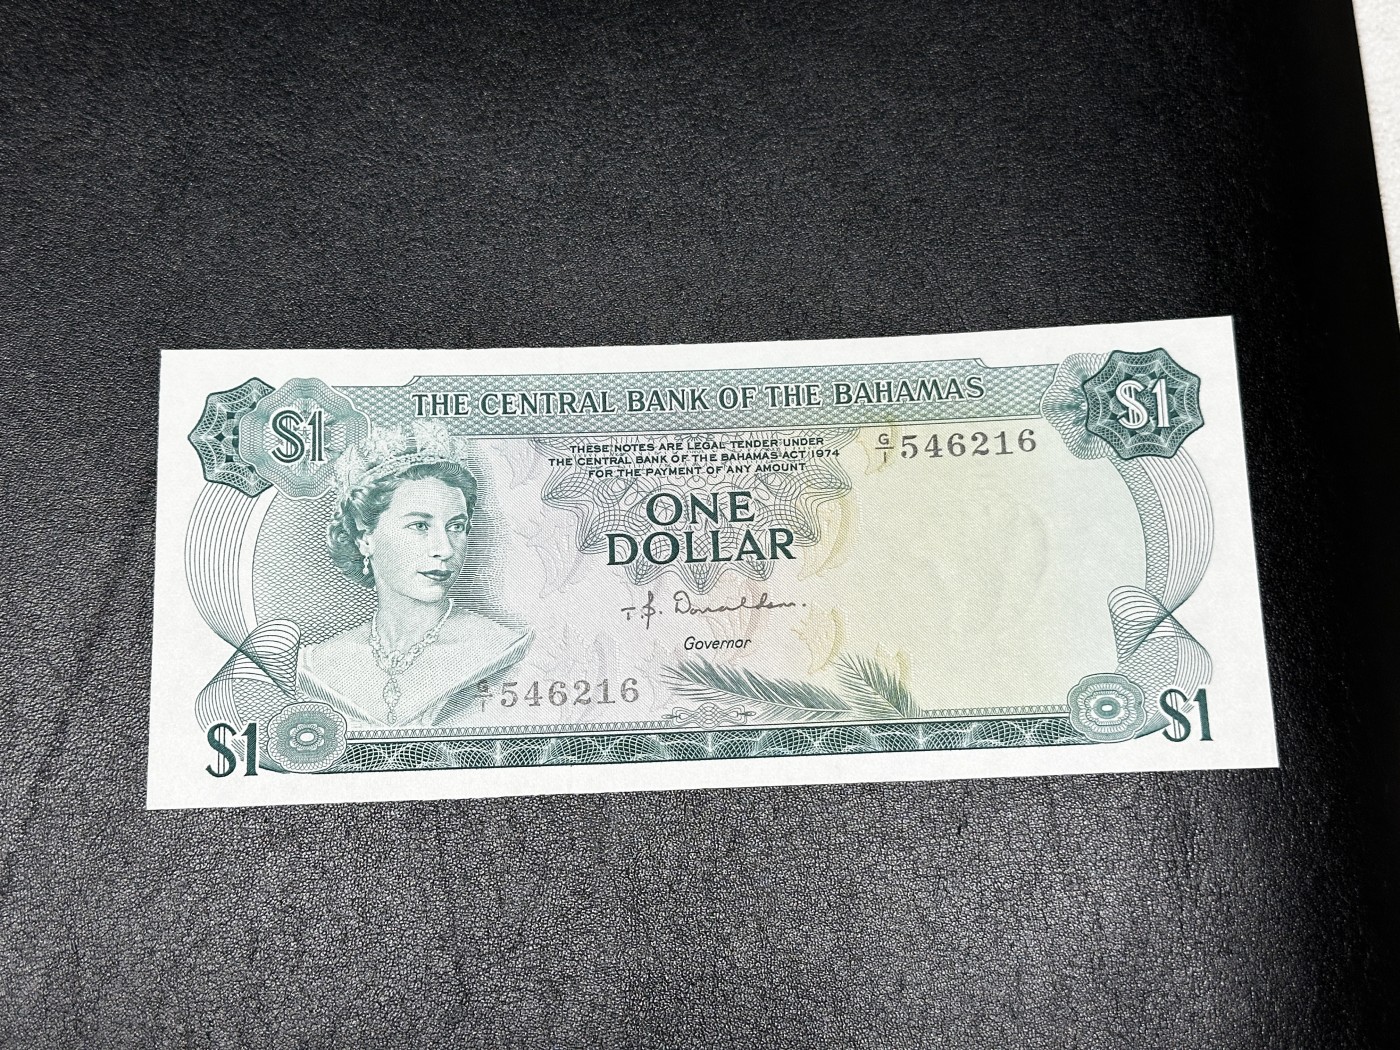 $1
THE CENTRAL BANK OF THE BAHAMAS
$1
THESE NOTES ARE LEGAL TENDER UNDER
THE CENTRAL BANK OF THE BAHAMAS ACT 1974
FOR THE PAYMENT OF ANY AMOUNT
G/1 546216
ONE
DOLLAR
T.B. Donaldson.
Governor
G/1 546216
$1
$1